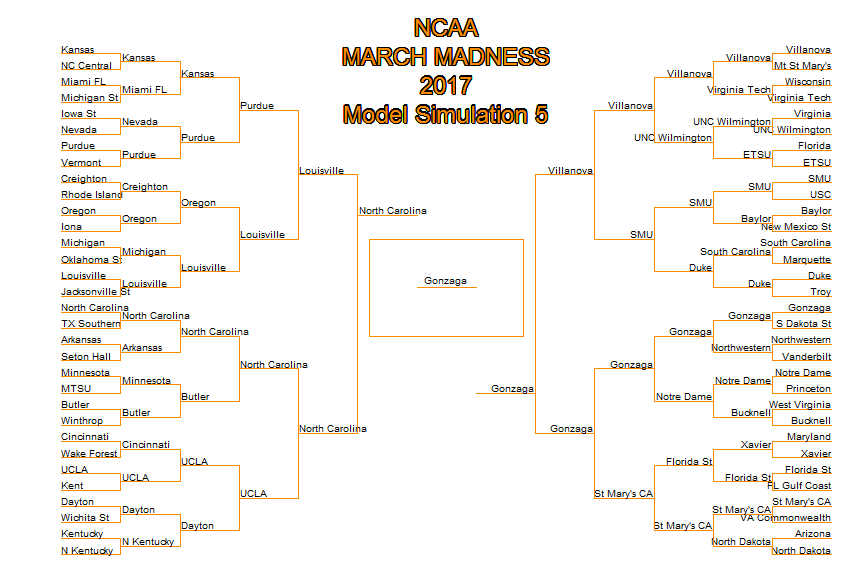 NCAA
MARCH MADNESS
2017
Model Simulation 5
Kansas
NC Central
Miami FL
Michigan St
Iowa St
Nevada
Purdue
Vermont
Creighton
Rhode Island
Oregon
Iona
Michigan
Oklahoma St
Louisville
Jacksonville St
North Carolina
TX Southern
Arkansas
Seton Hall
Minnesota
MTSU
Butler
Winthrop
Cincinnati
Wake Forest
UCLA
Kent
Dayton
Wichita St
Kentucky
N Kentucky
Kansas
Miami FL
Nevada
Purdue
Creighton
Oregon
Michigan
Louisville
North Carolina
Arkansas
Minnesota
Butler
Cincinnati
UCLA
Dayton
N Kentucky
Kansas
Purdue
Oregon
Louisville
North Carolina
Butler
UCLA
Dayton
Purdue
Louisville
North Carolina
UCLA
Louisville
North Carolina
North Carolina
Gonzaga
Gonzaga
Villanova
Gonzaga
Villanova
SMU
Gonzaga
St Mary's CA
Villanova
UNC Wilmington
SMU
Duke
Gonzaga
Notre Dame
Florida St
St Mary's CA
Villanova
Virginia Tech
UNC Wilmington
ETSU
SMU
Baylor
South Carolina
Duke
Gonzaga
Northwestern
Notre Dame
Bucknell
Xavier
Florida St
St Mary's CA
North Dakota
Villanova
Mt St Mary's
Wisconsin
Virginia Tech
Virginia
UNC Wilmington
Florida
ETSU
SMU
USC
Baylor
New Mexico St
South Carolina
Marquette
Duke
Troy
Gonzaga
S Dakota St
Northwestern
Vanderbilt
Notre Dame
Princeton
West Virginia
Bucknell
Maryland
Xavier
Florida St
FL Gulf Coast
St Mary's CA
VA Commonwealth
Arizona
North Dakota